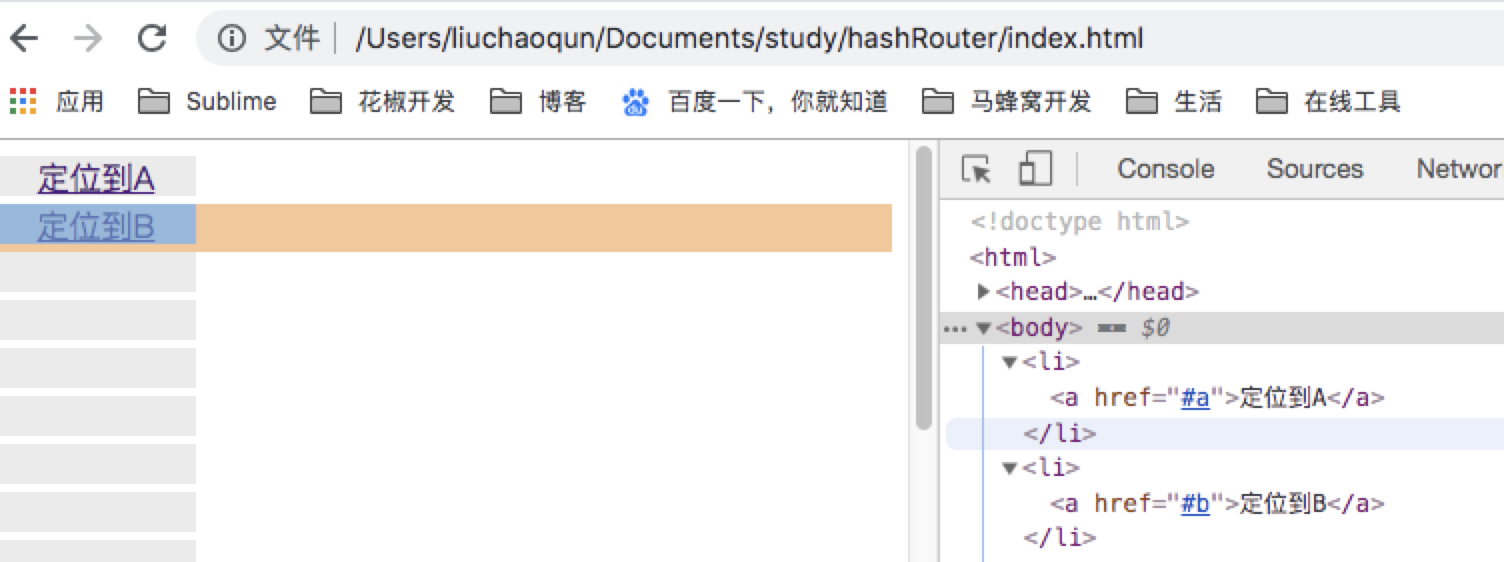 文件 /Users/liuchaoqun/Documents/study/hashRouter/index.html
应用 Sublime 花椒开发 博客 百度一下，你就知道 马蜂窝开发 生活 在线工具
定位到A
定位到B
Console Sources Networ
<!doctype html>
<html>
▶<head>…</head>
••• ▼<body> == $0
▼<li>
<a href="#a">定位到A</a>
</li>
▼<li>
<a href="#b">定位到B</a>
</li>